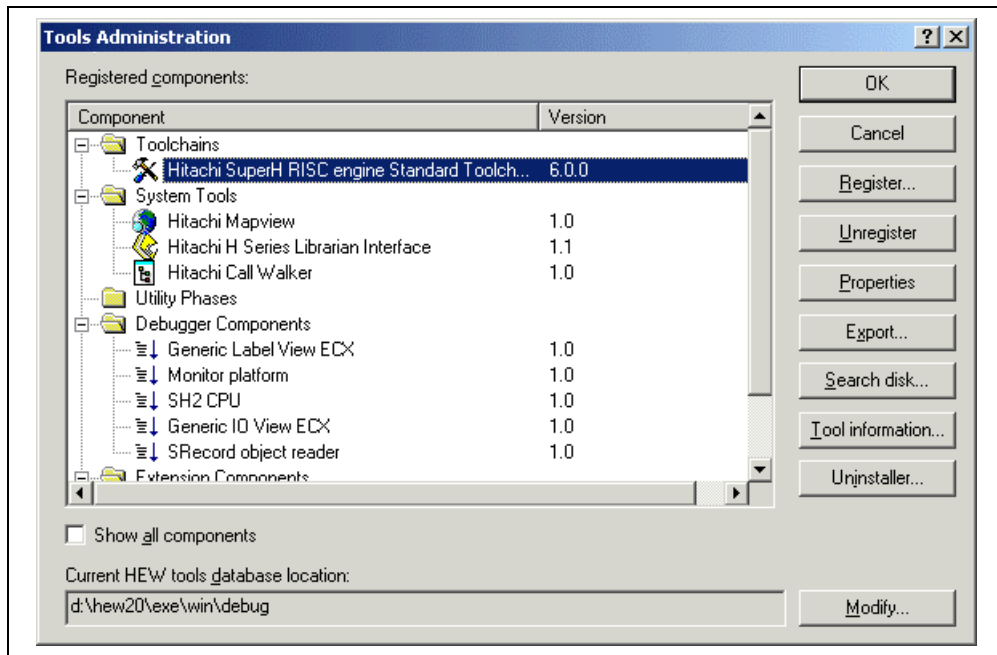 Tools Administration
Registered components:
Component Version
Toolchains
Hitachi SuperH RISC engine Standard Toolch... 6.0.0
System Tools
Hitachi Mapview 1.0
Hitachi H Series Librarian Interface 1.1
Hitachi Call Walker 1.0
Utility Phases
Debugger Components
Generic Label View ECX 1.0
Monitor platform 1.0
SH2 CPU 1.0
Generic IO View ECX 1.0
SRecord object reader 1.0
Extension Components
Show all components
Current HEW tools database location:
d:\hew20\exe\win\debug
OK
Cancel
Register...
Unregister
Properties
Export...
Search disk...
Tool information...
Uninstaller...
Modify...